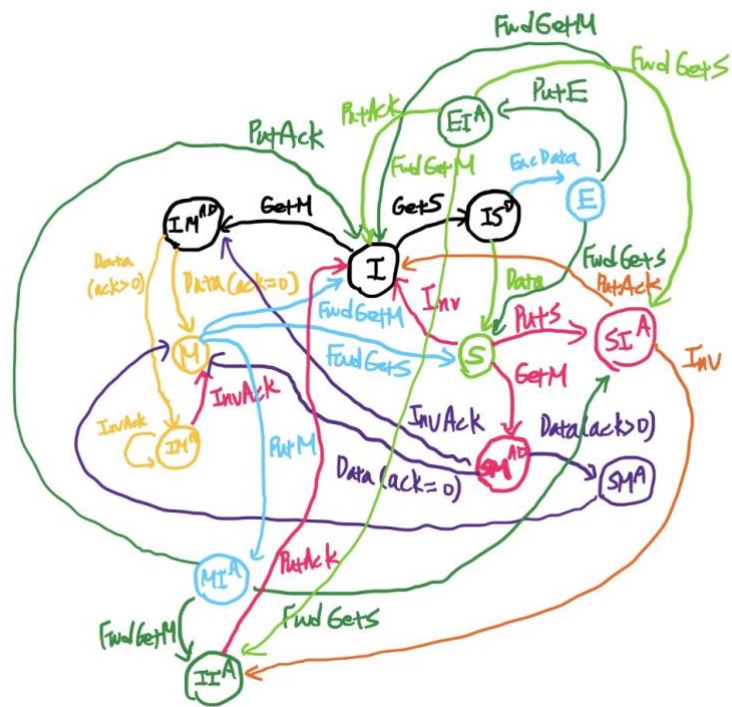 FwdGetM
FwdGetS
PutE
PutAck
EI^A
PutAck
FwdGetM
ExcData
E
GetM
GetS
IS^D
IM^AD
I
Data
(ack>0)
Data (ack=0)
FwdGetS
PutAck
Data
FwdGetM
Inv
PutS
SI^A
M
FwdGetS
S
GetM
Inv
InvAck
InvAck
InvAck
Data(ack>0)
IM^A
PutM
SM^AD
Data (ack=0)
SM^A
MI^A
PutAck
FwdGetS
FwdGetM
II^A